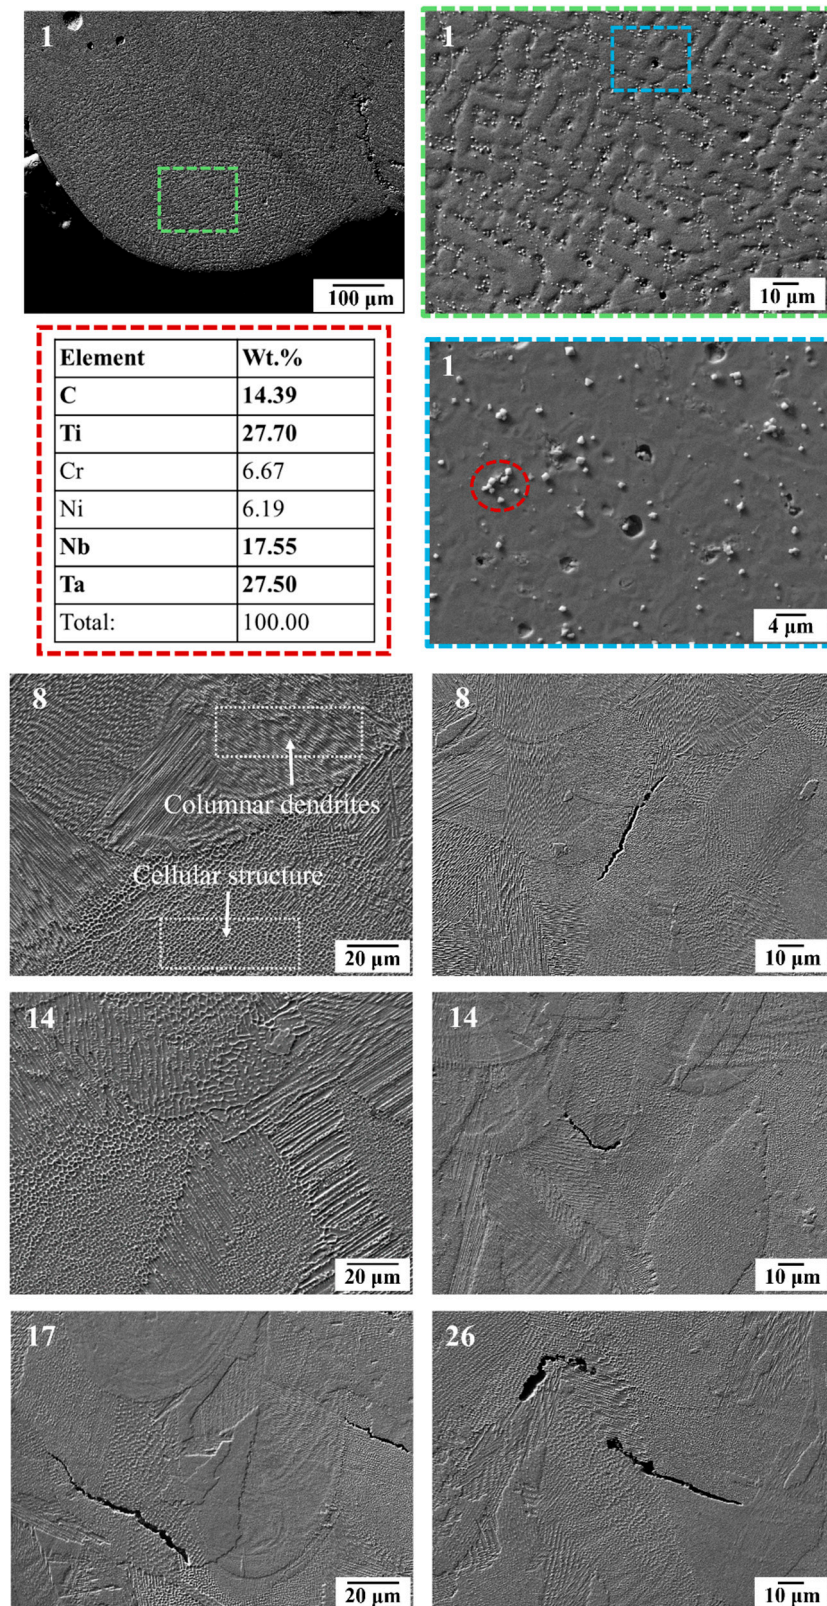 1
1
100 µm
10 µm
Element Wt.%
C 14.39
Ti 27.70
Cr 6.67
Ni 6.19
Nb 17.55
Ta 27.50
Total: 100.00
1
4 µm
8
8
Columnar dendrites
Cellular structure
20 µm
10 µm
14
14
20 µm
10 µm
17
26
20 µm
10 µm